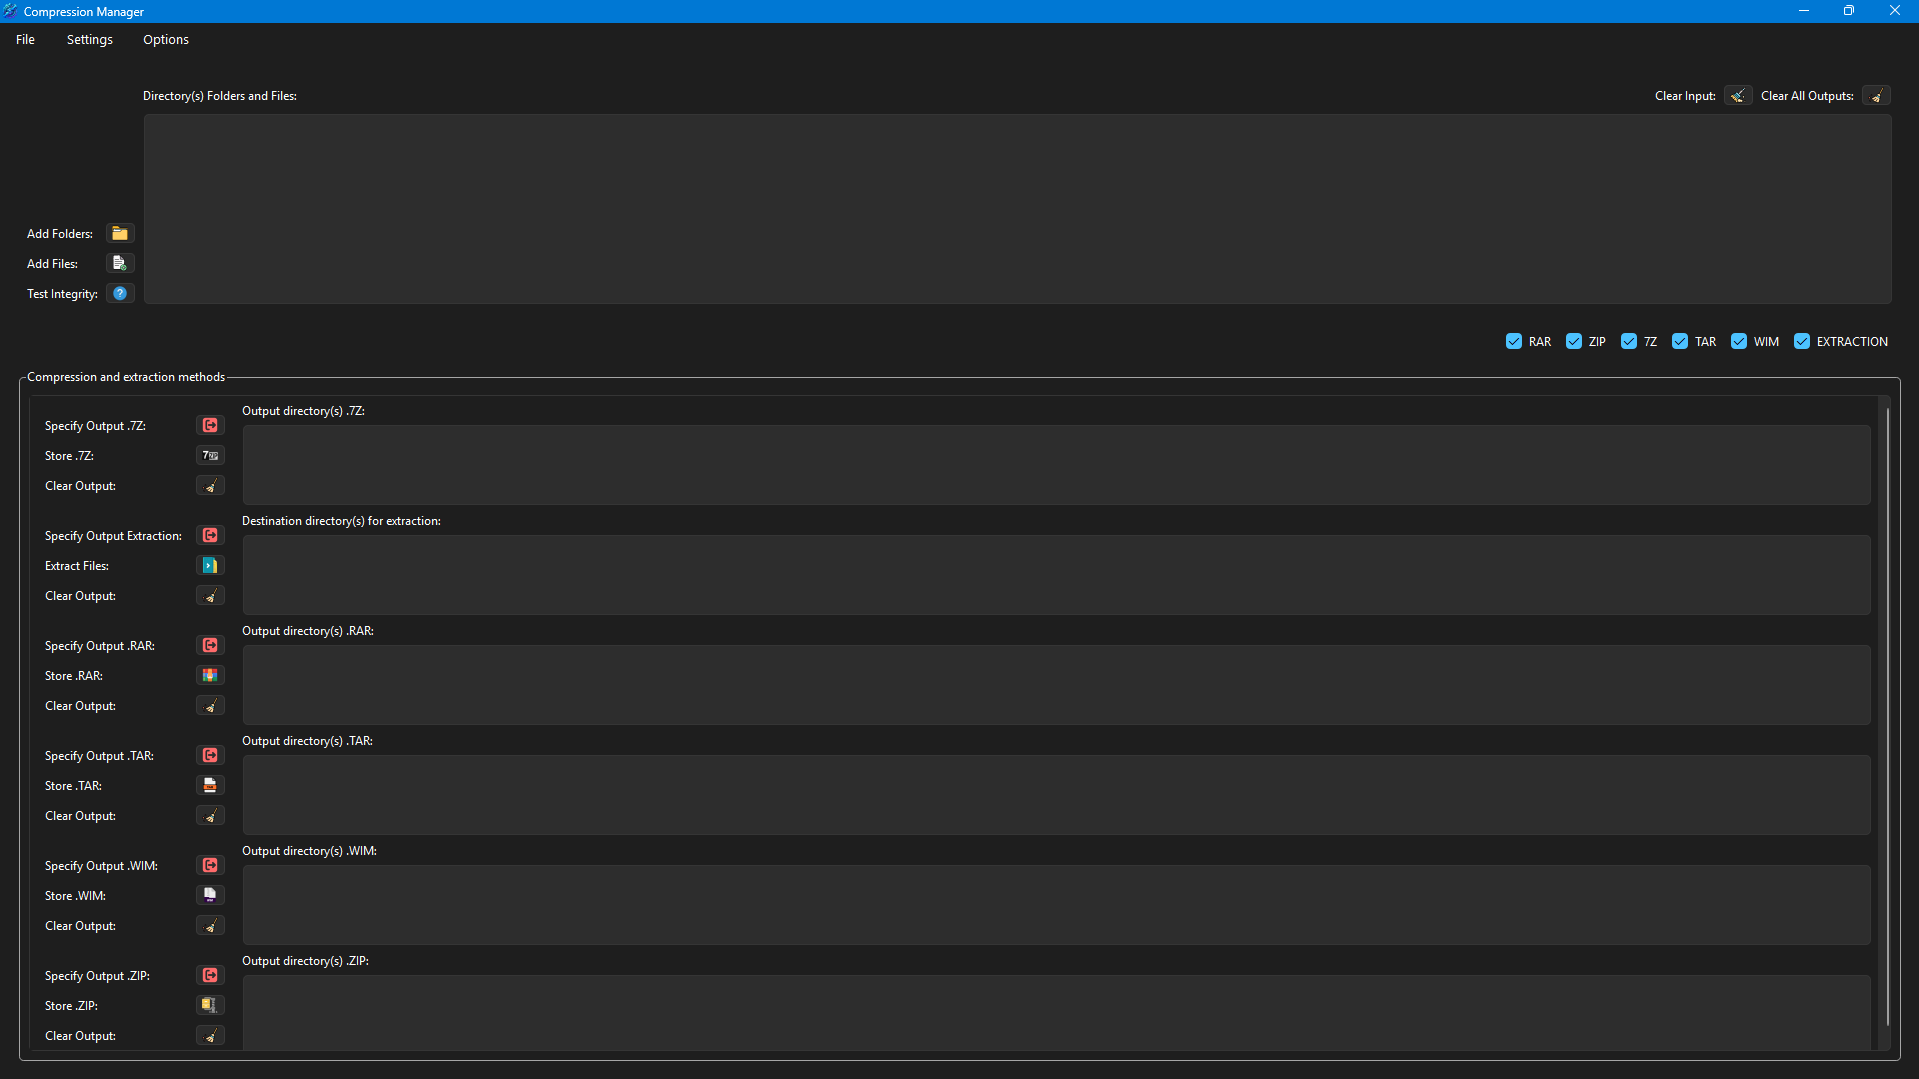 Compression Manager
File Settings Options
Directory(s) Folders and Files: Clear Input: Clear All Outputs:
Add Folders:
Add Files:
Test Integrity:
RAR ZIP 7Z TAR WIM EXTRACTION
Compression and extraction methods
Output directory(s) .7Z:
Specify Output .7Z:
Store .7Z:
Clear Output:
Destination directory(s) for extraction:
Specify Output Extraction:
Extract Files:
Clear Output:
Output directory(s) .RAR:
Specify Output .RAR:
Store .RAR:
Clear Output:
Output directory(s) .TAR:
Specify Output .TAR:
Store .TAR:
Clear Output:
Output directory(s) .WIM:
Specify Output .WIM:
Store .WIM:
Clear Output:
Output directory(s) .ZIP:
Specify Output .ZIP:
Store .ZIP:
Clear Output: